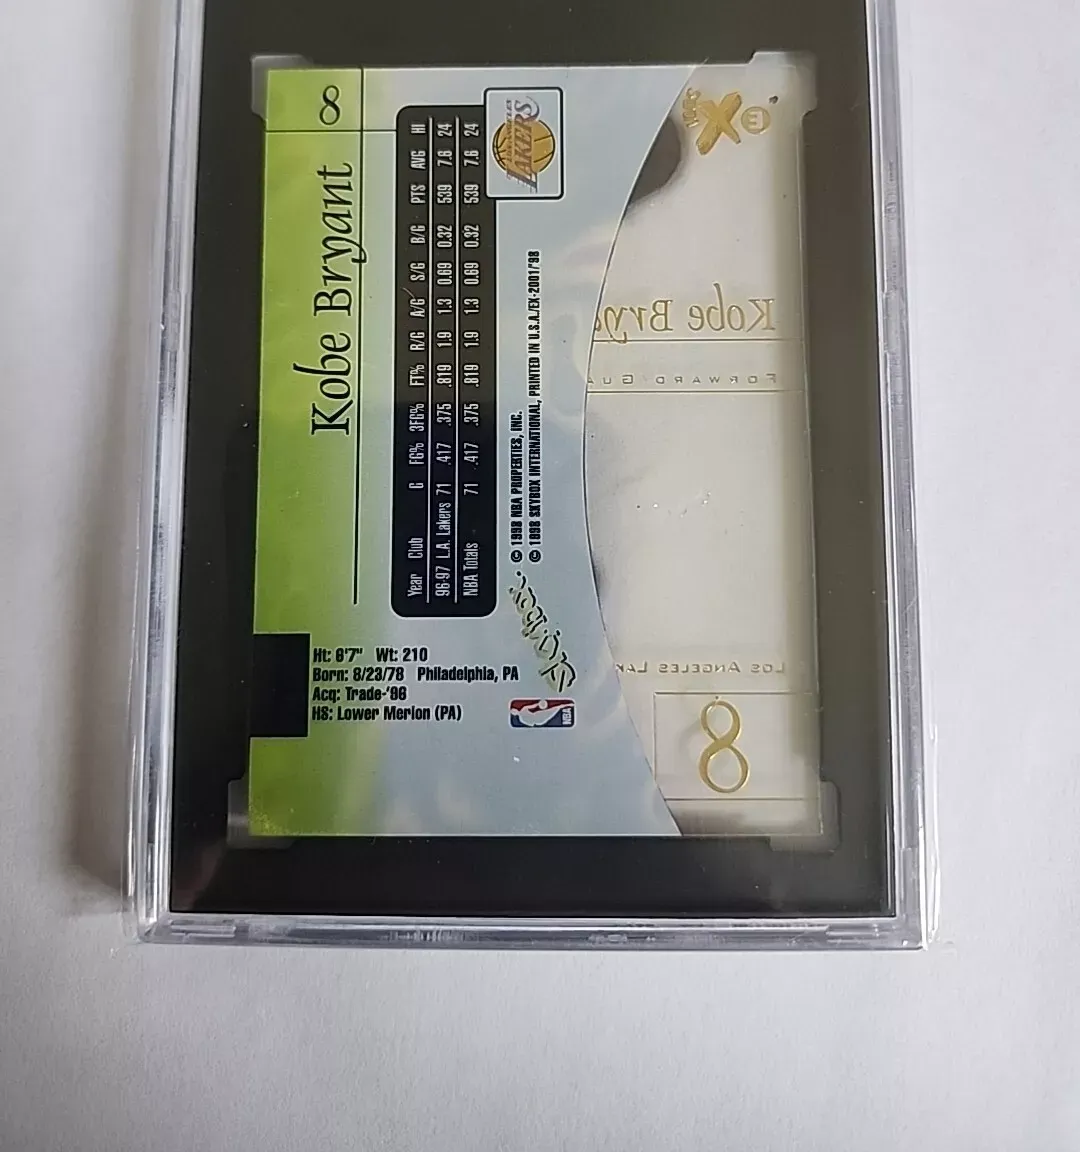 8
Kobe Bryant
Year Club G FG% 3FG% FT% R/G A/G S/G B/G PTS AVG HI
96-97 L.A. Lakers 71 .417 .375 .819 1.9 1.3 0.69 0.32 539 7.6 24
NBA Totals 71 .417 .375 .819 1.9 1.3 0.69 0.32 539 7.6 24
LAKERS
© 1998 NBA PROPERTIES, INC.
© 1998 SKYBOX INTERNATIONAL, PRINTED IN U.S.A./EX-2001/'98
SkyBox
Ht: 6'7" Wt: 210
Born: 8/23/78 Philadelphia, PA
Acq: Trade-'96
HS: Lower Merion (PA)
NBA
E X
Kobe Brya
FORWARD GUA
LOS ANGELES LAK
8